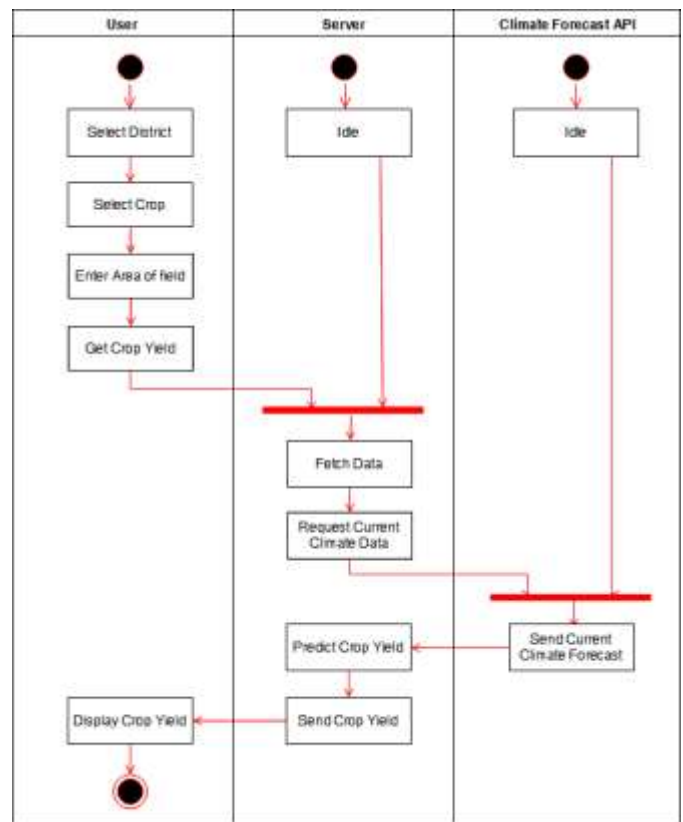 User
Server
Climate Forecast API
Select District
Idle
Idle
Select Crop
Enter Area of field
Get Crop Yield
Fetch Data
Request Current
Climate Data
Predict Crop Yield
Send Current
Climate Forecast
Display Crop Yield
Send Crop Yield